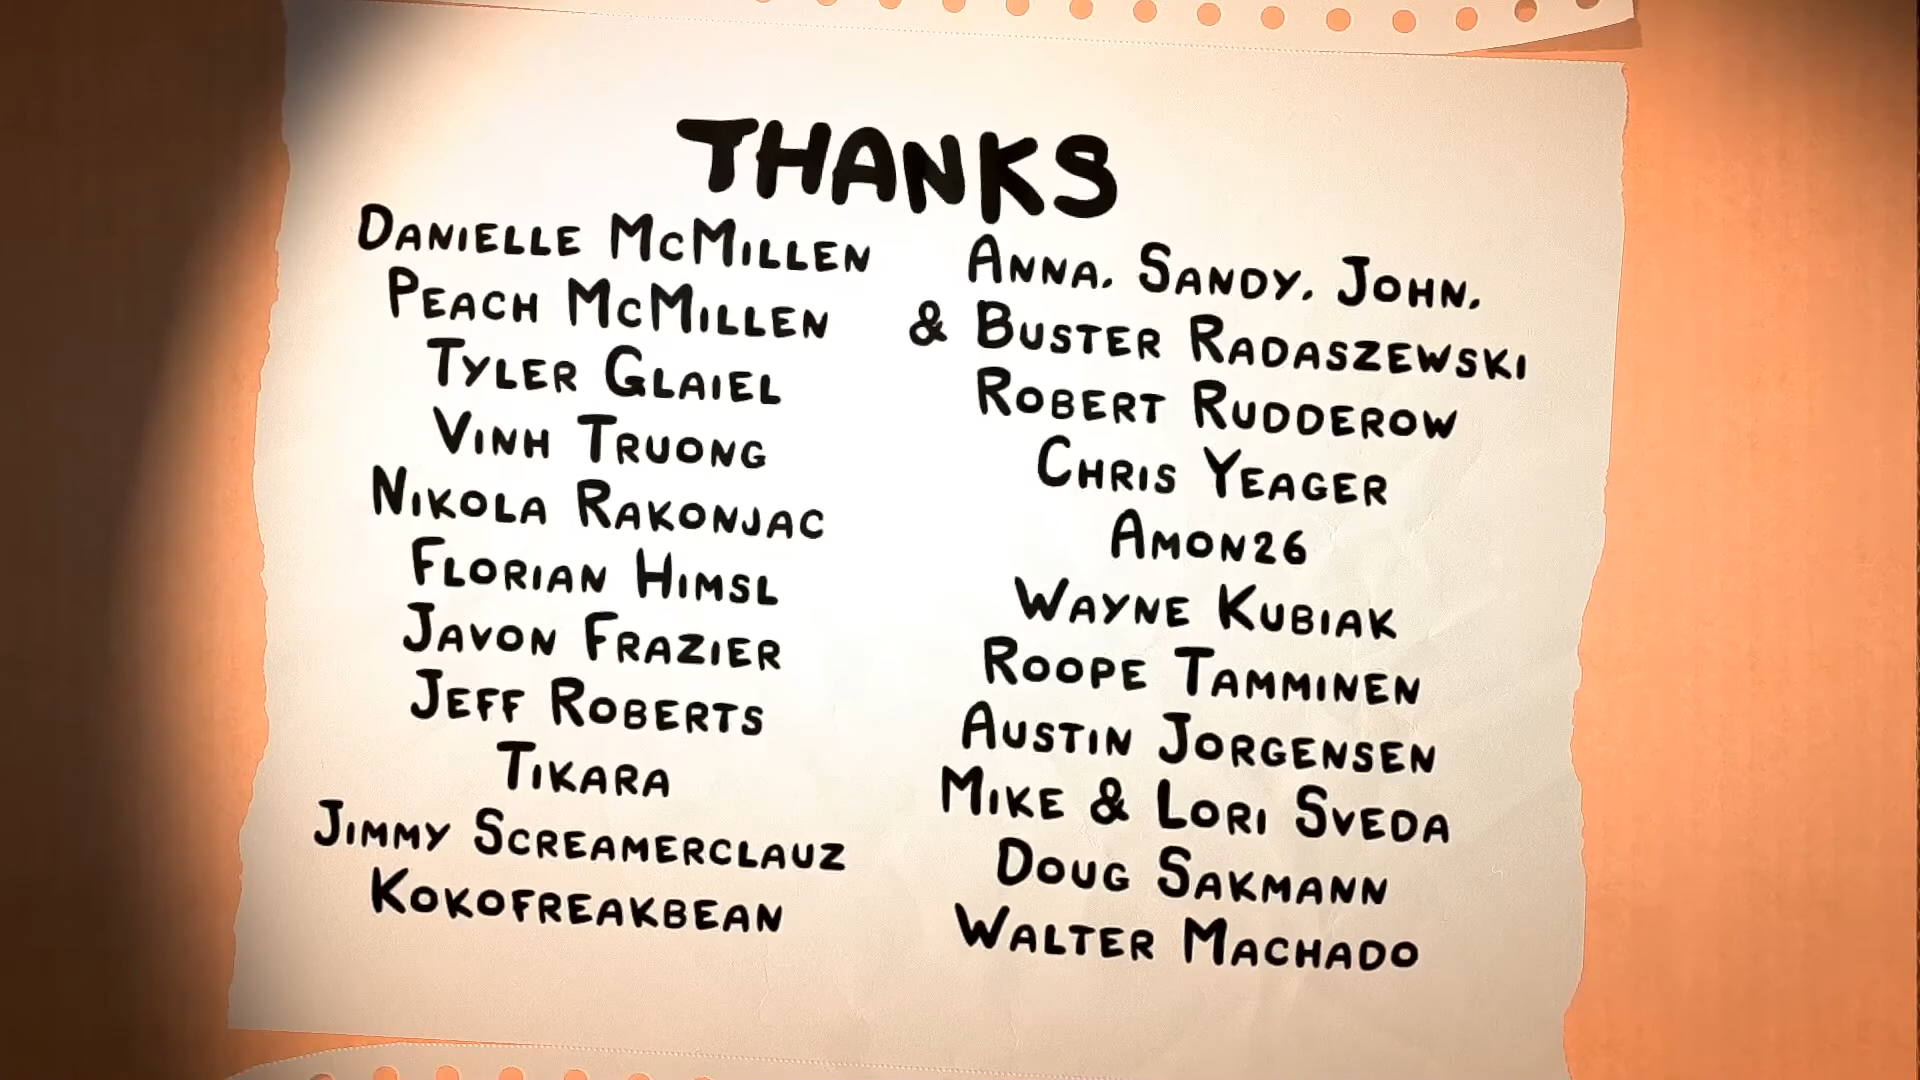 THANKS
DANIELLE MCMILLEN
PEACH MCMILLEN
TYLER GLAIEL
VINH TRUONG
NIKOLA RAKONJAC
FLORIAN HIMSL
JAVON FRAZIER
JEFF ROBERTS
TIKARA
JIMMY SCREAMERCLAUZ
KOKOFREAKBEAN
ANNA, SANDY, JOHN,
& BUSTER RADASZEWSKI
ROBERT RUDDEROW
CHRIS YEAGER
AMON26
WAYNE KUBIAK
ROOPE TAMMINEN
AUSTIN JORGENSEN
MIKE & LORI SVEDA
DOUG SAKMANN
WALTER MACHADO